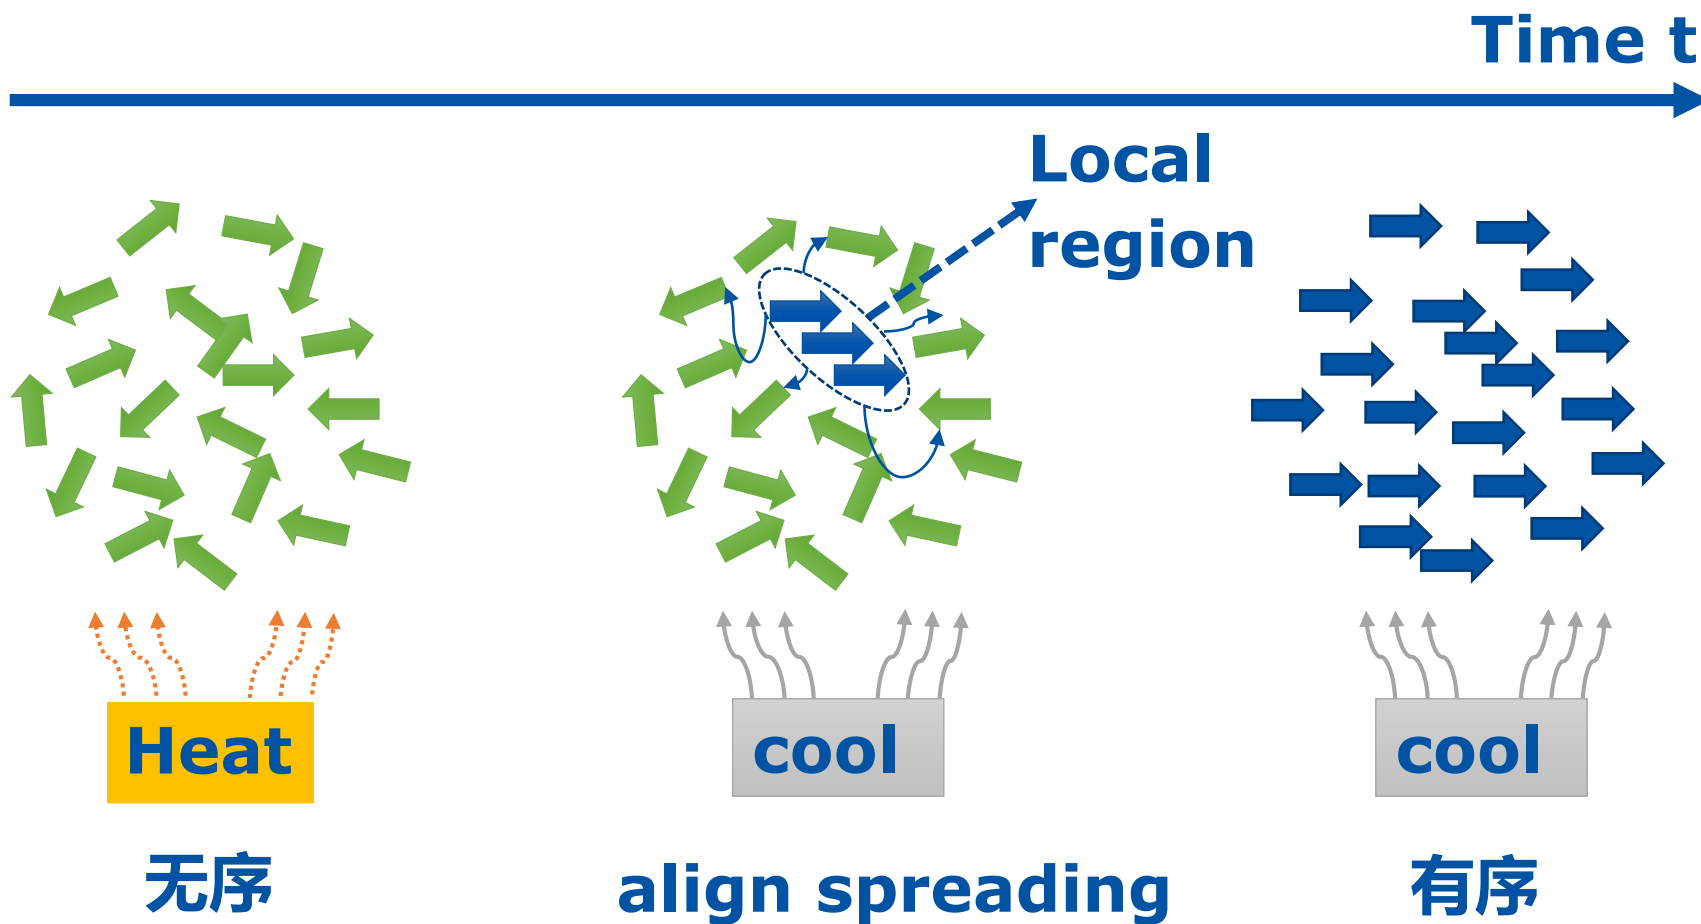 Time t
Local
region
Heat
cool
cool
无序
align spreading
有序